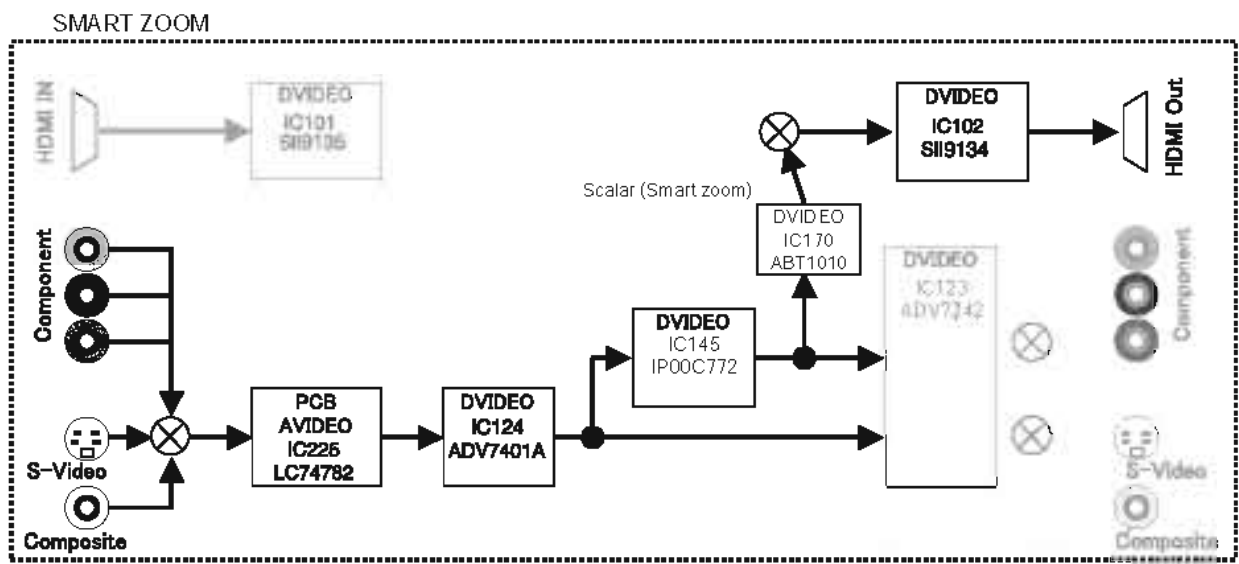 SMART ZOOM
HDMI IN
DVIDEO
IC101
SII9135
DVIDEO
IC102
SII9134
HDMI Out
Scalar (Smart zoom)
DVIDEO
IC170
ABT1010
Component
DVIDEO
IC123
ADV7342
Component
DVIDEO
IC145
IP00C772
PCB
AVIDEO
IC225
LC74782
DVIDEO
IC124
ADV7401A
S-Video
Composite
S-Video
Composite